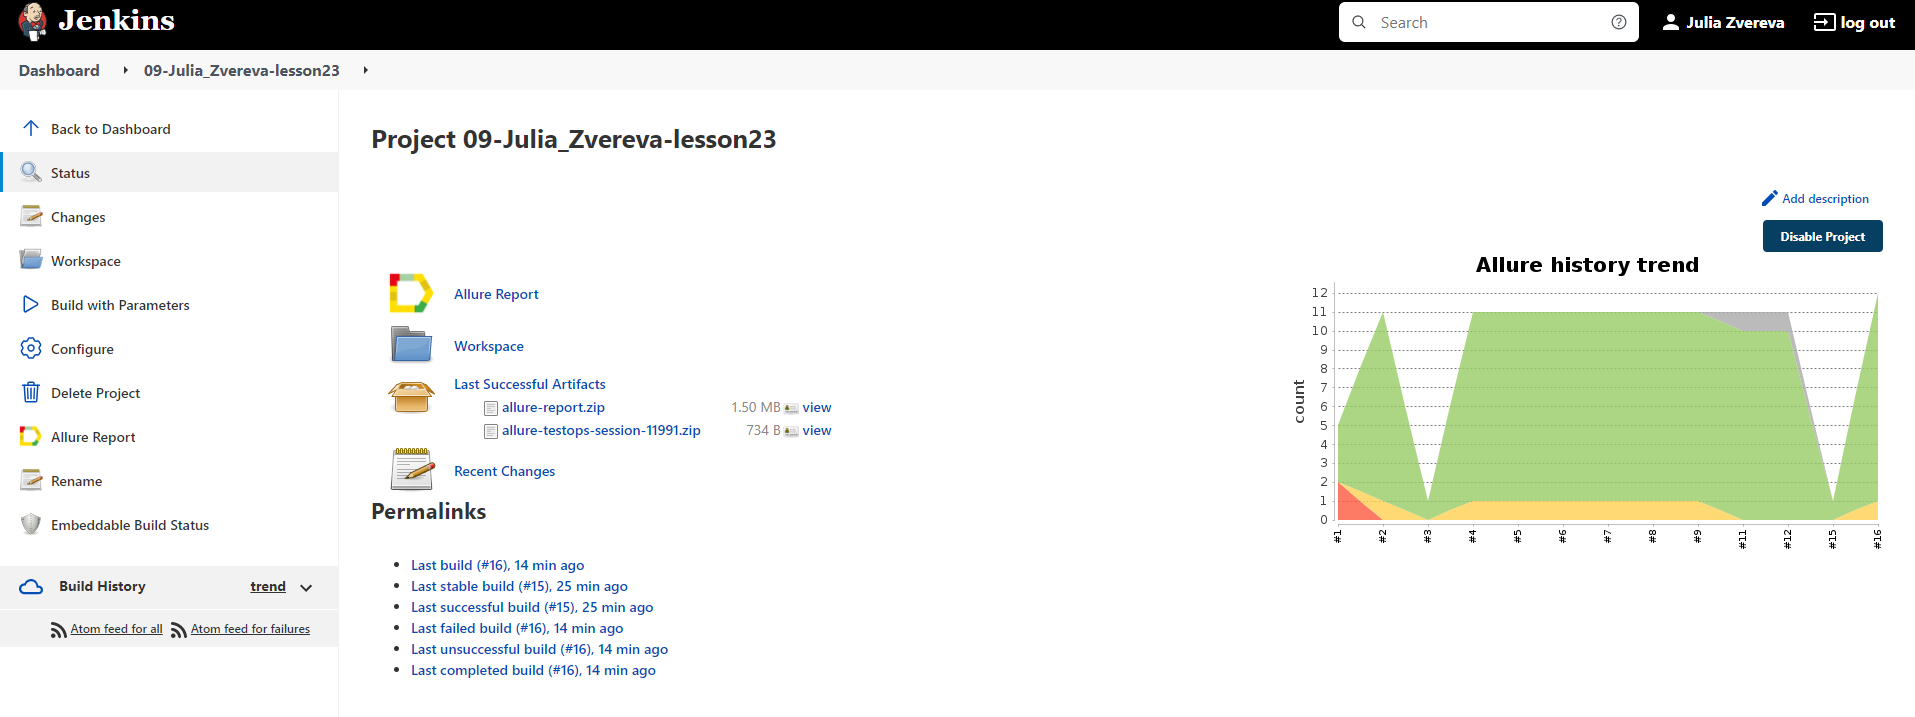 Jenkins
Search
Julia Zvereva
log out
Dashboard
09-Julia_Zvereva-lesson23
Back to Dashboard
Status
Changes
Workspace
Build with Parameters
Configure
Delete Project
Allure Report
Rename
Embeddable Build Status
Build History trend
Atom feed for all Atom feed for failures
Project 09-Julia_Zvereva-lesson23
Add description
Disable Project
Allure Report
Workspace
Last Successful Artifacts
allure-report.zip 1.50 MB view
allure-testops-session-11991.zip 734 B view
Recent Changes
Permalinks
Last build (#16), 14 min ago
Last stable build (#15), 25 min ago
Last successful build (#15), 25 min ago
Last failed build (#16), 14 min ago
Last unsuccessful build (#16), 14 min ago
Last completed build (#16), 14 min ago
Allure history trend
count
12
11
10
9
8
7
6
5
4
3
2
1
0
#1 #2 #3 #4 #5 #6 #7 #8 #9 #11 #12 #15 #16